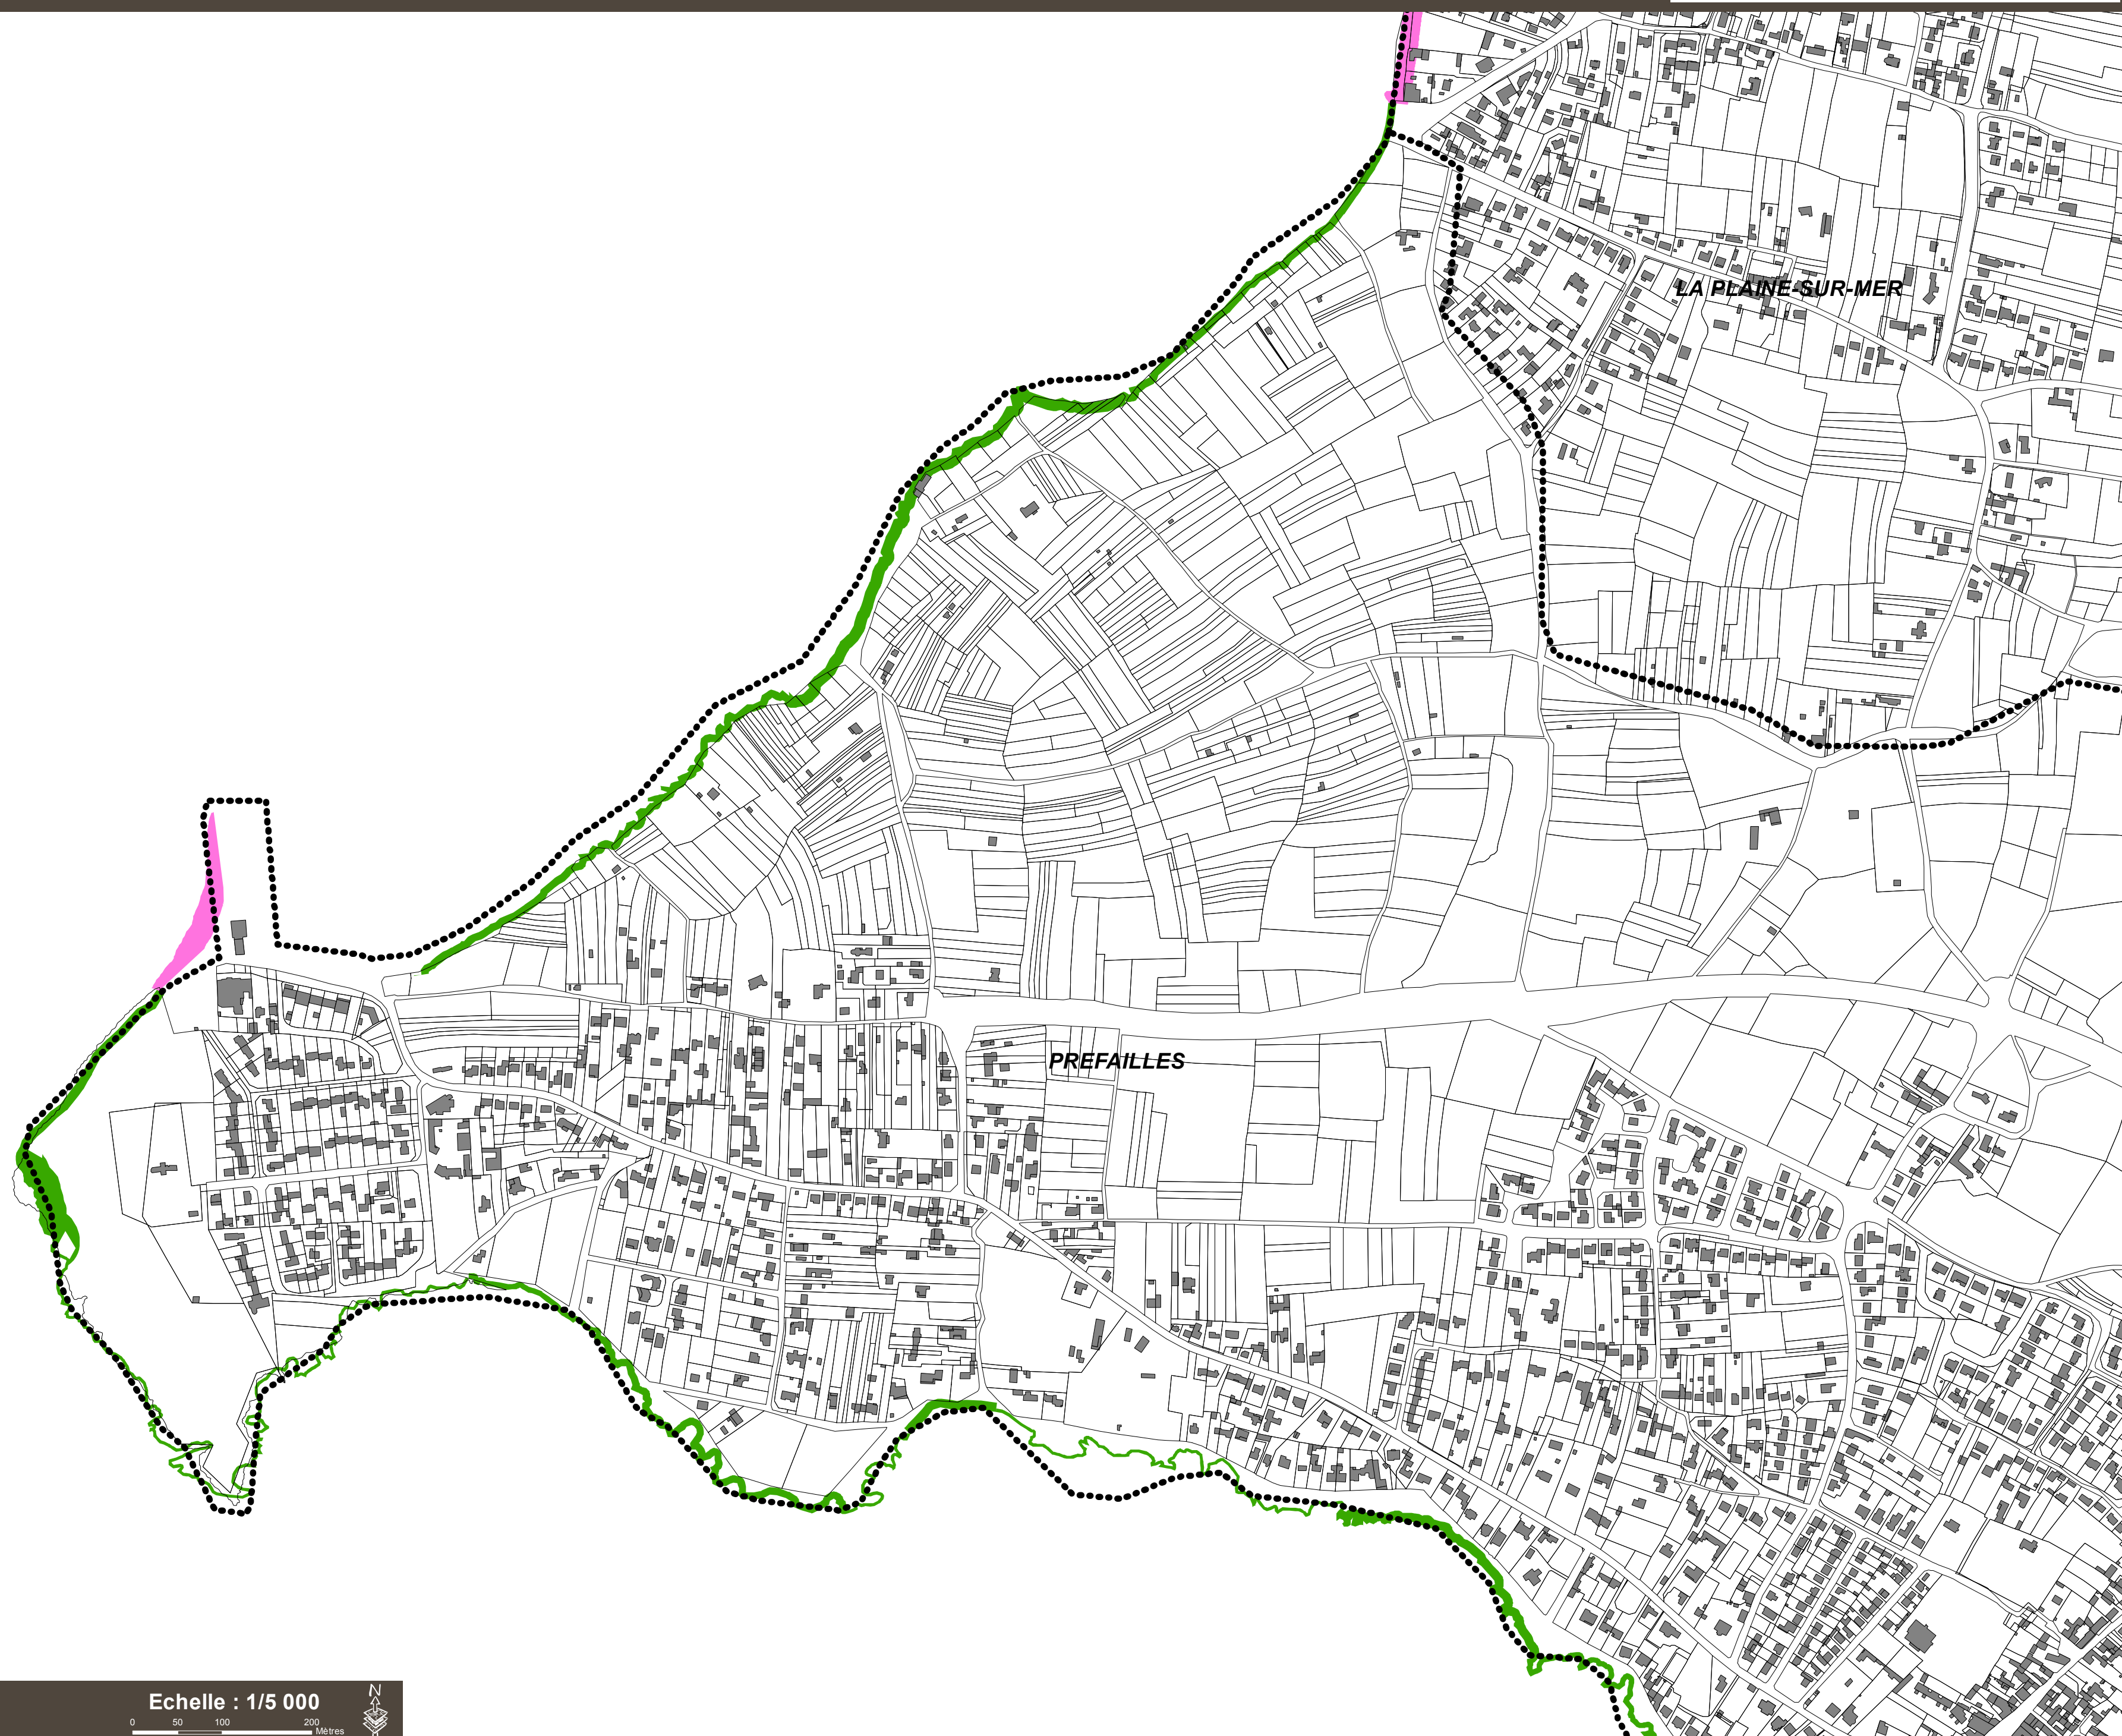 LA PLAINE-SUR-MER
PREFAILLES
Echelle : 1/5 000
N
0 50 100 200
Mètres